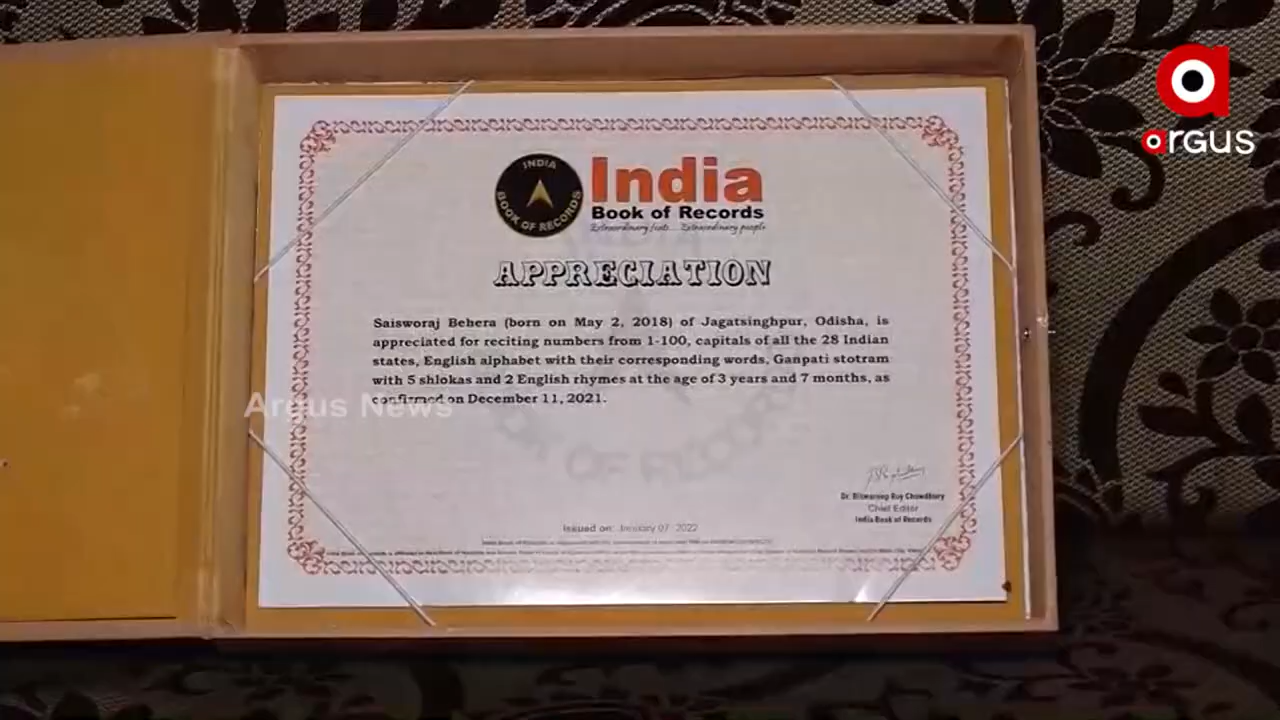 argus
INDIA
BOOK OF RECORDS
India
Book of Records
Extraordinary feats... Extraordinary people
APPRECIATION
Saisworaj Behera (born on May 2, 2018) of Jagatsinghpur, Odisha, is
appreciated for reciting numbers from 1-100, capitals of all the 28 Indian
states, English alphabet with their corresponding words, Ganpati stotram
with 5 shlokas and 2 English rhymes at the age of 3 years and 7 months, as
confirmed on December 11, 2021.
Argus News
Dr. Biswaroop Roy Chowdhury
Chief Editor
India Book of Records
Issued on: January 07, 2022